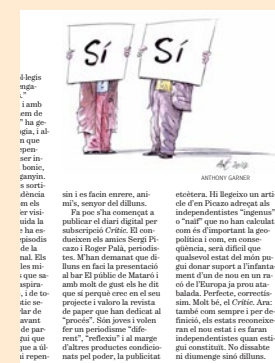 SÍ
SÍ
ANTHONY GARNER
sin i es facin enrere, ani-
mi's, senyor del dilluns.
Fa poc s'ha començat a
publicar el diari digital per
subscripció Crític. El con-
dueixen els amics Sergi Pi-
cazo i Roger Palà, periodis-
tes. M'han demanat que di-
lluns en faci la presentació
al bar El públic de Mataró i
amb molt de gust els he dit
que sí perquè crec en el seu
projecte i valoro la revista
de paper que han dedicat al
"procés". Són joves i volen
fer un periodisme "dife-
rent", "reflexiu" i al marge
d'altres productes condicio-
nats pel poder, la publicitat
etcètera. Hi llegeixo un arti-
cle d'en Picazo adreçat als
independentistes "ingenus"
o "naïf" que no han calculat
com és d'important la geo-
política i com, en conse-
qüència, serà difícil que
qualsevol estat del món pu-
gui donar suport a l'infanta-
ment d'un de nou en un ra-
có de l'Europa ja prou ata-
balada. Perfecte, correctís-
sim. Molt bé, el Crític. Ara:
també com sempre i per de-
finició, els estats reconeixe-
ran el nou estat i es faran
independentistes quan esti-
gui constituït. No dissabte
ni diumenge sinó dilluns.